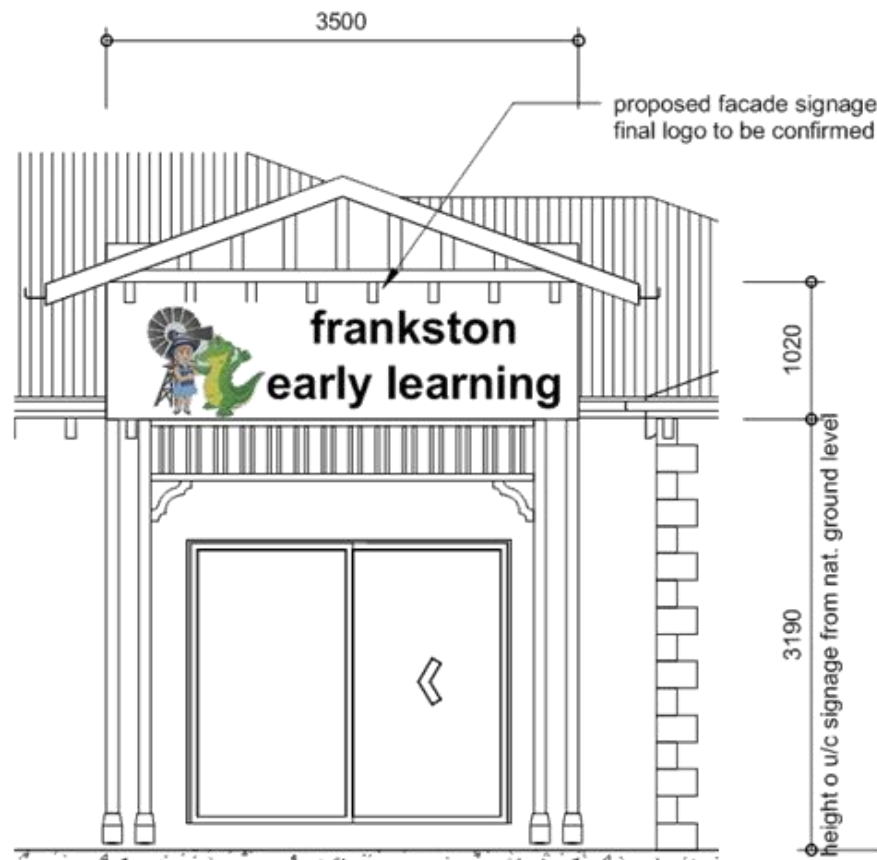 3500
proposed facade signage
final logo to be confirmed
frankston
early learning
1020
3190
height o u/c signage from nat. ground level